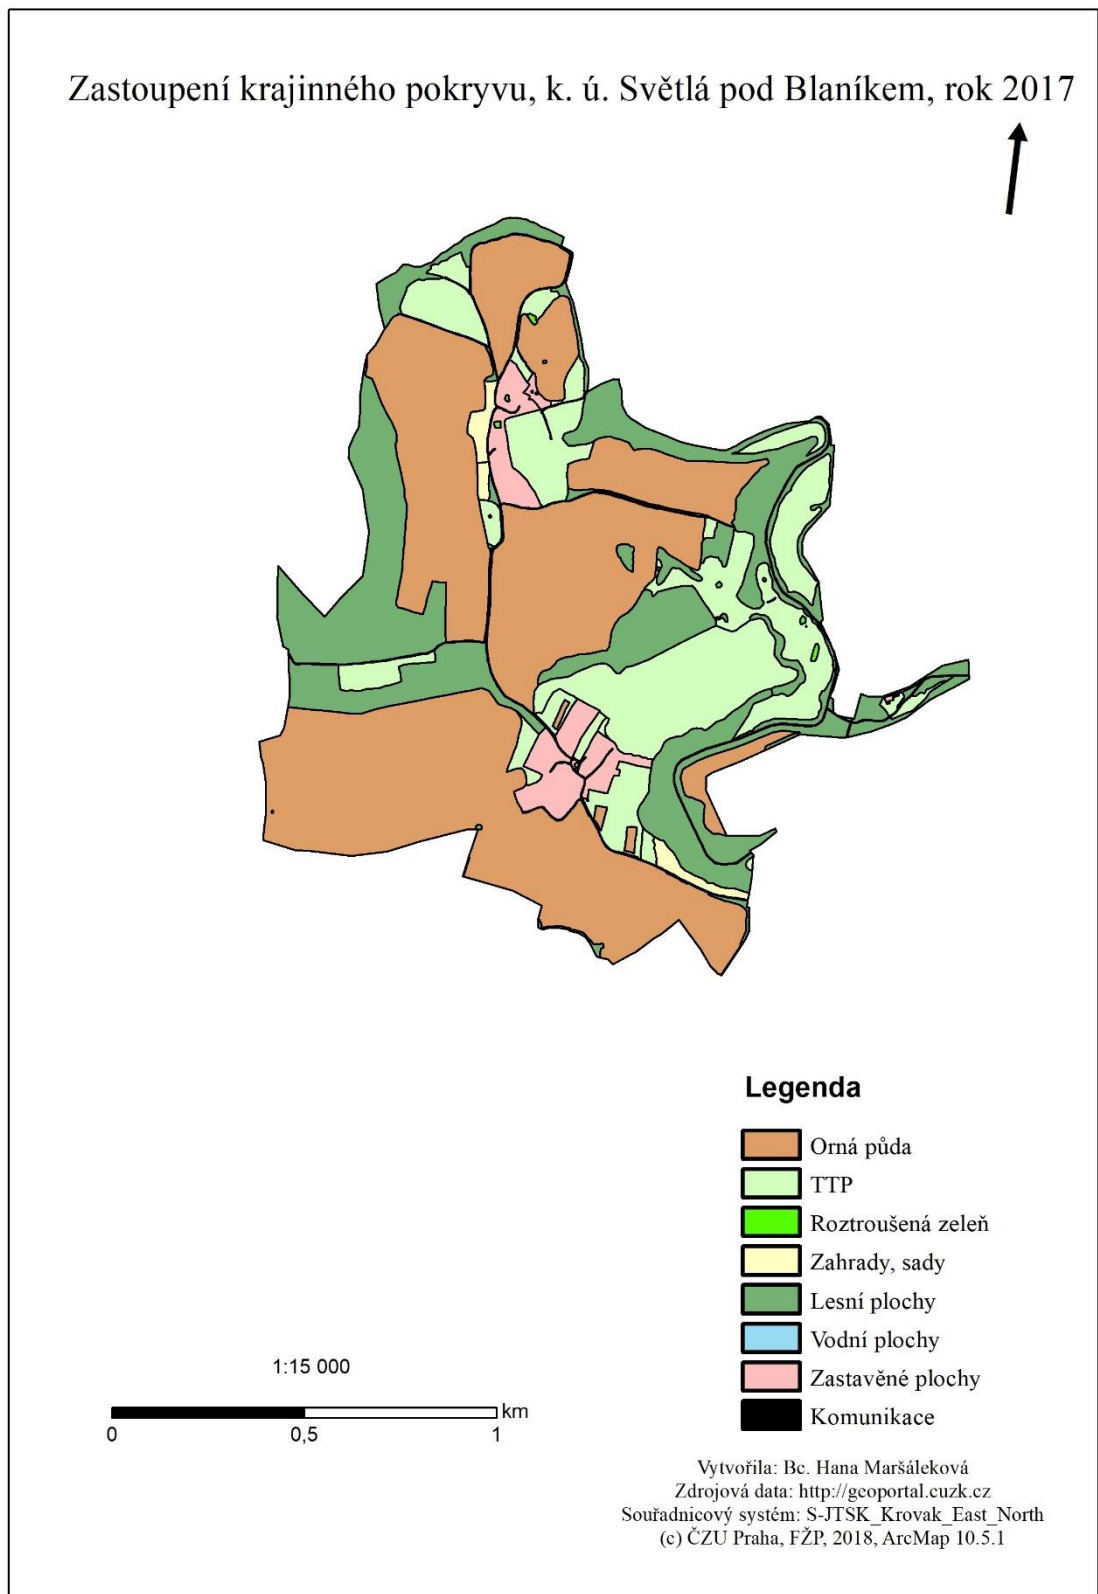 Zastoupení krajinného pokryvu, k. ú. Světlá pod Blaníkem, rok 2017
Legenda
Orná půda
TTP
Roztroušená zeleň
Zahrady, sady
Lesní plochy
Vodní plochy
Zastavěné plochy
Komunikace
1:15 000
km
0 0,5 1
Vytvořila: Bc. Hana Maršáleková
Zdrojová data: http://geoportal.cuzk.cz
Souřadnicový systém: S-JTSK_Krovak_East_North
(c) ČZU Praha, FŽP, 2018, ArcMap 10.5.1